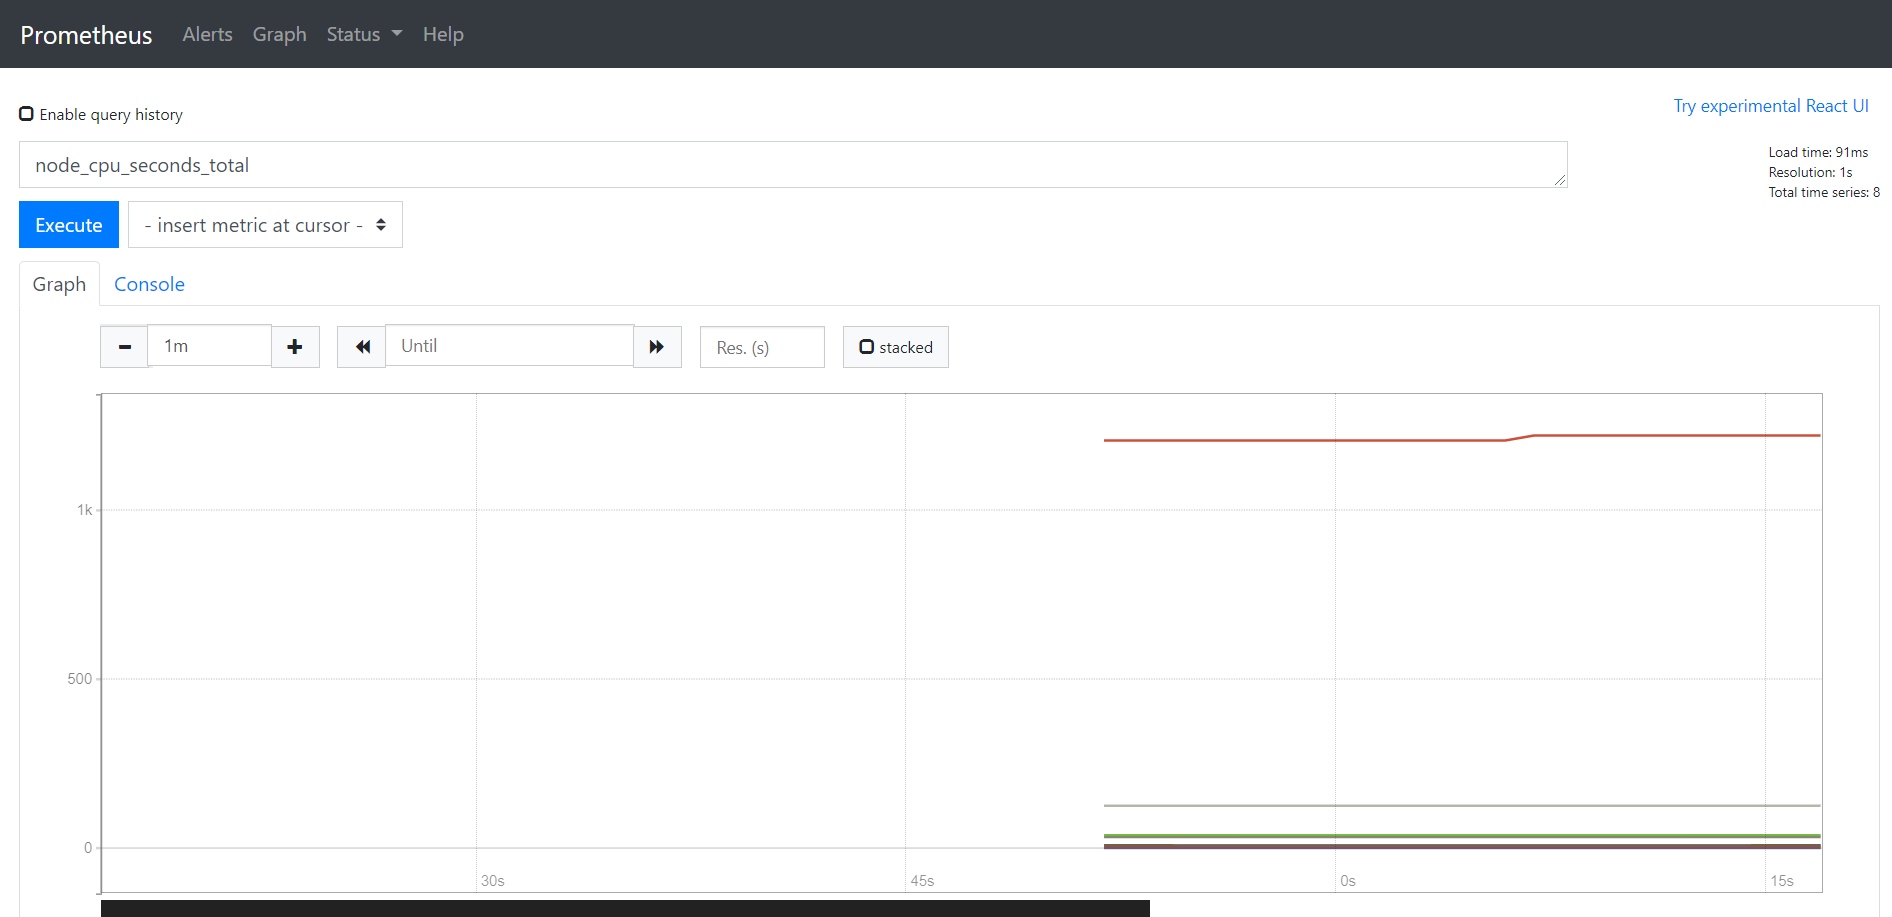 Prometheus Alerts Graph Status Help
Enable query history
Try experimental React UI
node_cpu_seconds_total
Load time: 91ms
Resolution: 1s
Total time series: 8
Execute
- insert metric at cursor -
Graph Console
1m
Until
Res. (s)
stacked
1k
500
0
30s 45s 0s 15s